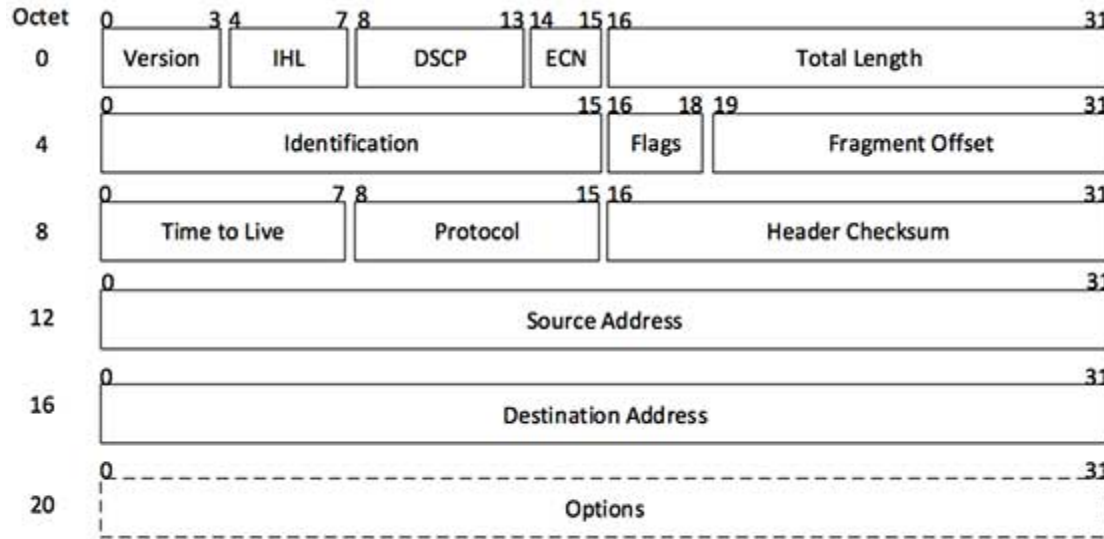 Octet 0 3 4 7 8 13 14 15 16 31
0 Version IHL DSCP ECN Total Length
0 15 16 18 19 31
4 Identification Flags Fragment Offset
0 7 8 15 16 31
8 Time to Live Protocol Header Checksum
0 31
12 Source Address
0 31
16 Destination Address
0 31
20 Options